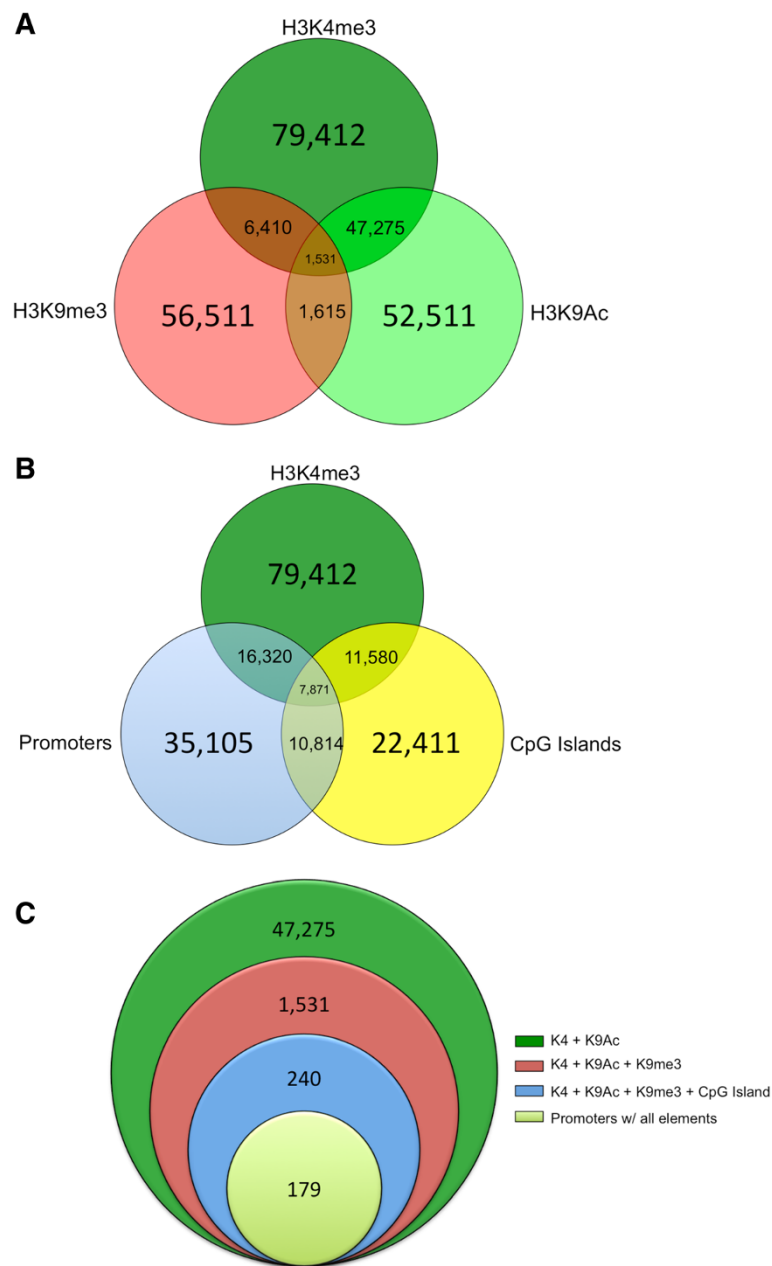 A
H3K4me3
79,412
6,410
47,275
1,531
H3K9me3
56,511
1,615
52,511
H3K9Ac
B
H3K4me3
79,412
16,320
11,580
7,871
Promoters
35,105
10,814
22,411
CpG Islands
C
47,275
1,531
240
179
K4 + K9Ac
K4 + K9Ac + K9me3
K4 + K9Ac + K9me3 + CpG Island
Promoters w/ all elements